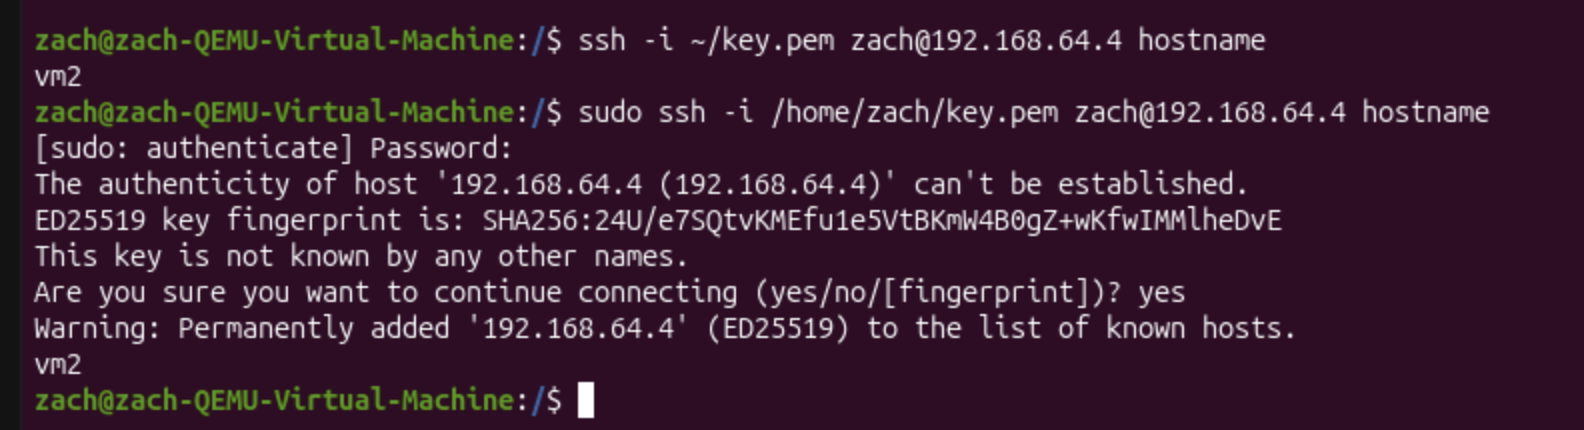 zach@zach-QEMU-Virtual-Machine:/$ ssh -i ~/key.pem zach@192.168.64.4 hostname
vm2
zach@zach-QEMU-Virtual-Machine:/$ sudo ssh -i /home/zach/key.pem zach@192.168.64.4 hostname
[sudo: authenticate] Password:
The authenticity of host '192.168.64.4 (192.168.64.4)' can't be established.
ED25519 key fingerprint is: SHA256:24U/e7SQtvKMEfu1e5VtBKmW4B0gZ+wKfwIMMlheDvE
This key is not known by any other names.
Are you sure you want to continue connecting (yes/no/[fingerprint])? yes
Warning: Permanently added '192.168.64.4' (ED25519) to the list of known hosts.
vm2
zach@zach-QEMU-Virtual-Machine:/$